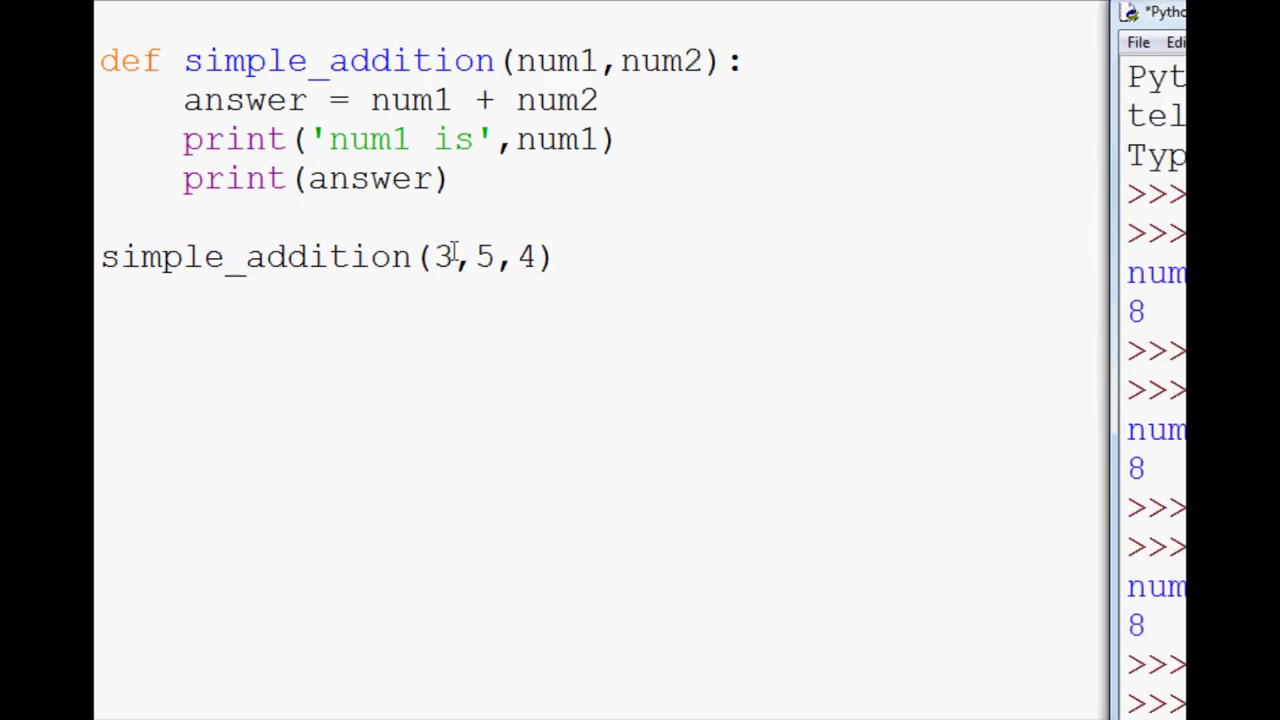 def simple_addition(num1,num2):
    answer = num1 + num2
    print('num1 is',num1)
    print(answer)

simple_addition(3,5,4)
*Pytho
File Edi
Pyt
tel
Typ
>>>
>>>
num
8
>>>
>>>
num
8
>>>
>>>
num
8
>>>
>>>